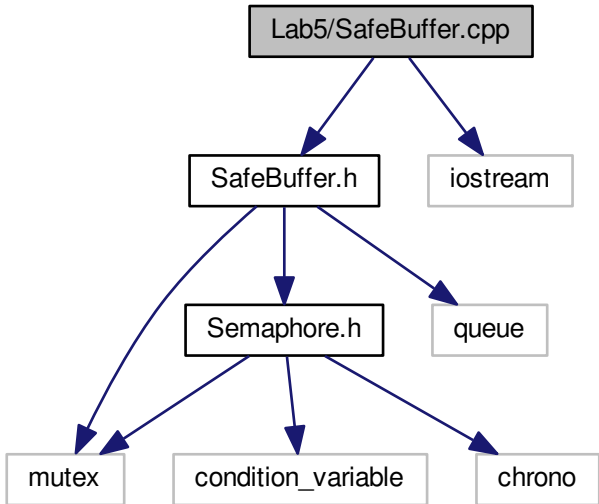 Lab5/SafeBuffer.cpp
SafeBuffer.h
iostream
Semaphore.h
queue
mutex
condition_variable
chrono